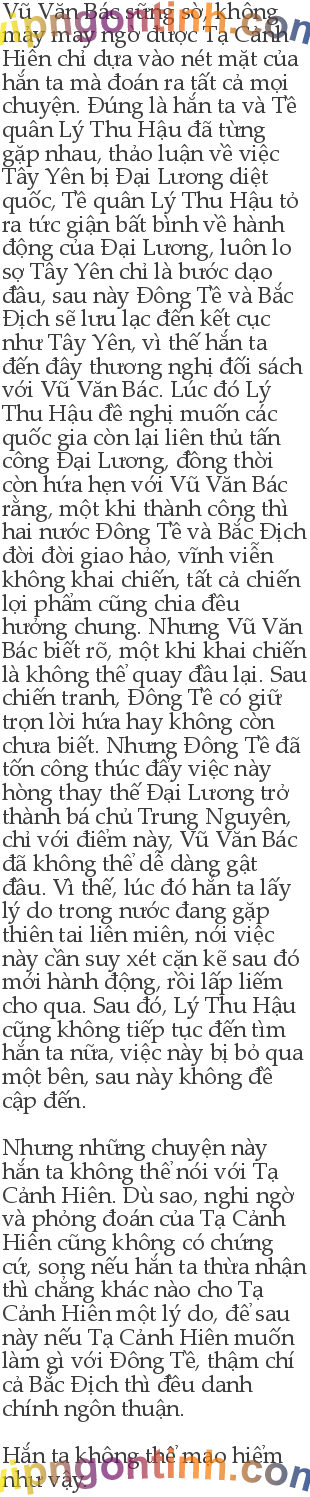 Vũ Văn Bác sững sờ, không
mảy may ngờ được Tạ Cảnh
Hiên chỉ dựa vào nét mặt của
hắn ta mà đoán ra tất cả mọi
chuyện. Đúng là hắn ta và Tề
quân Lý Thu Hậu đã từng
gặp nhau, thảo luận về việc
Tây Yên bị Đại Lương diệt
quốc, Tề quân Lý Thu Hậu tỏ
ra tức giận bất bình về hành
động của Đại Lương, luôn lo
sợ Tây Yên chỉ là bước dạo
đầu, sau này Đông Tề và Bắc
Địch sẽ lưu lạc đến kết cục
như Tây Yên, vì thế hắn ta
đến đây thương nghị đối sách
với Vũ Văn Bác. Lúc đó Lý
Thu Hậu đề nghị muốn các
quốc gia còn lại liên thủ tấn
công Đại Lương, đồng thời
còn hứa hẹn với Vũ Văn Bác
rằng, một khi thành công thì
hai nước Đông Tề và Bắc Địch
đời đời giao hảo, vĩnh viễn
không khai chiến, tất cả chiến
lợi phẩm cũng chia đều
hưởng chung. Nhưng Vũ Văn
Bác biết rõ, một khi khai chiến
là không thể quay đầu lại. Sau
chiến tranh, Đông Tề có giữ
trọn lời hứa hay không còn
chưa biết. Nhưng Đông Tề đã
tốn công thúc đẩy việc này
hòng thay thế Đại Lương trở
thành bá chủ Trung Nguyên,
chỉ với điểm này, Vũ Văn Bác
đã không thể dễ dàng gật
đầu. Vì thế, lúc đó hắn ta lấy
lý do trong nước đang gặp
thiên tai liên miên, nói việc
này cần suy xét cặn kẽ sau đó
mới hành động, rồi lấp liếm
cho qua. Sau đó, Lý Thu Hậu
cũng không tiếp tục đến tìm
hắn ta nữa, việc này bị bỏ qua
một bên, sau này không đề
cập đến.

Nhưng những chuyện này
hắn ta không thể nói với Tạ
Cảnh Hiên. Dù sao, nghi ngờ
và phỏng đoán của Tạ Cảnh
Hiên cũng không có chứng
cứ, song nếu hắn ta thừa nhận
thì chẳng khác nào cho Tạ
Cảnh Hiên một lý do, để sau
này nếu Tạ Cảnh Hiên muốn
làm gì với Đông Tề, thậm chí
cả Bắc Địch thì đều danh
chính ngôn thuận.

Hắn ta không thể mạo hiểm
như vậy.